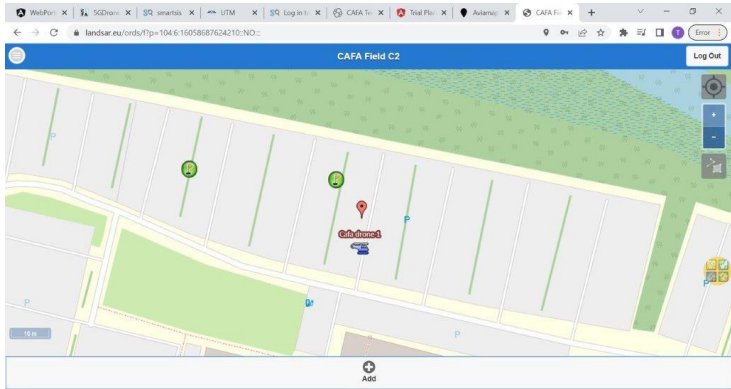 WebPort
5GDron
smartsis
UTM
Log in t
CAFA Te
Trial Plac
Aviamap
CAFA Fi
landsar.eu/ords/f?p=104:6:16058687624210::NO:::
T
Error
CAFA Field C2
Log Out
+
-
P
P
Cafa drone 1
P
P
P
10 m
Add